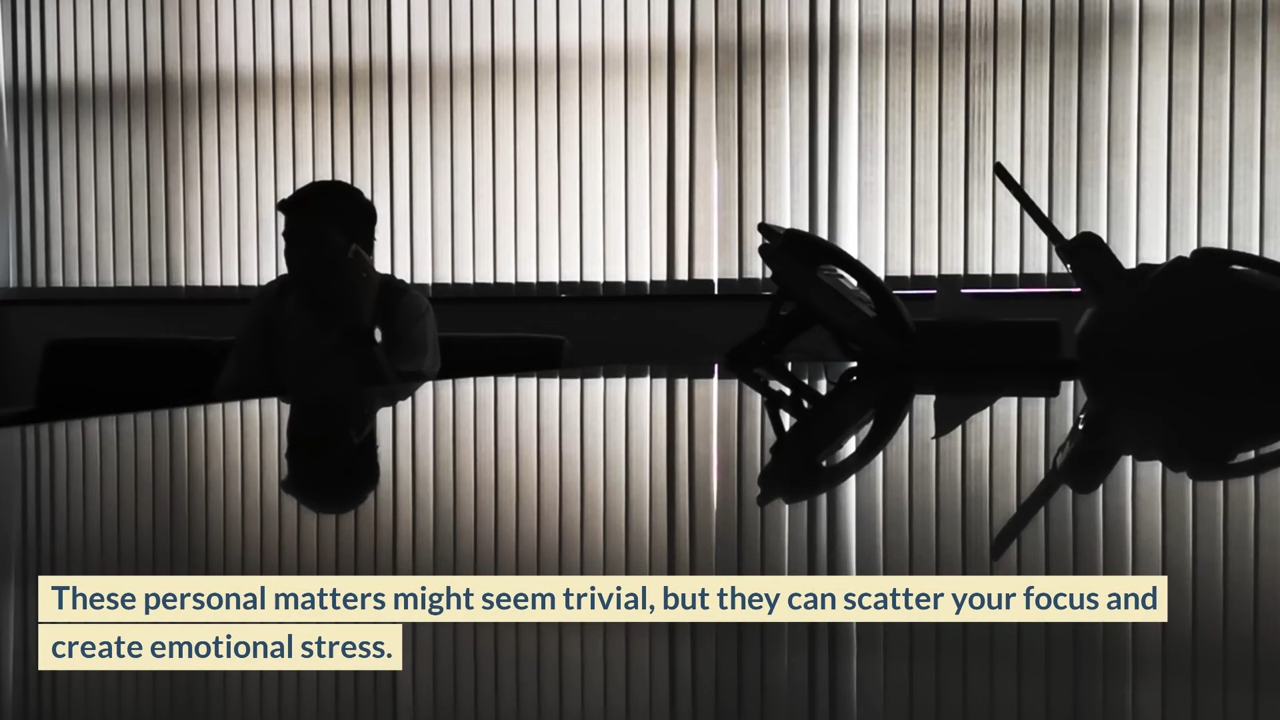 These personal matters might seem trivial, but they can scatter your focus and
create emotional stress.